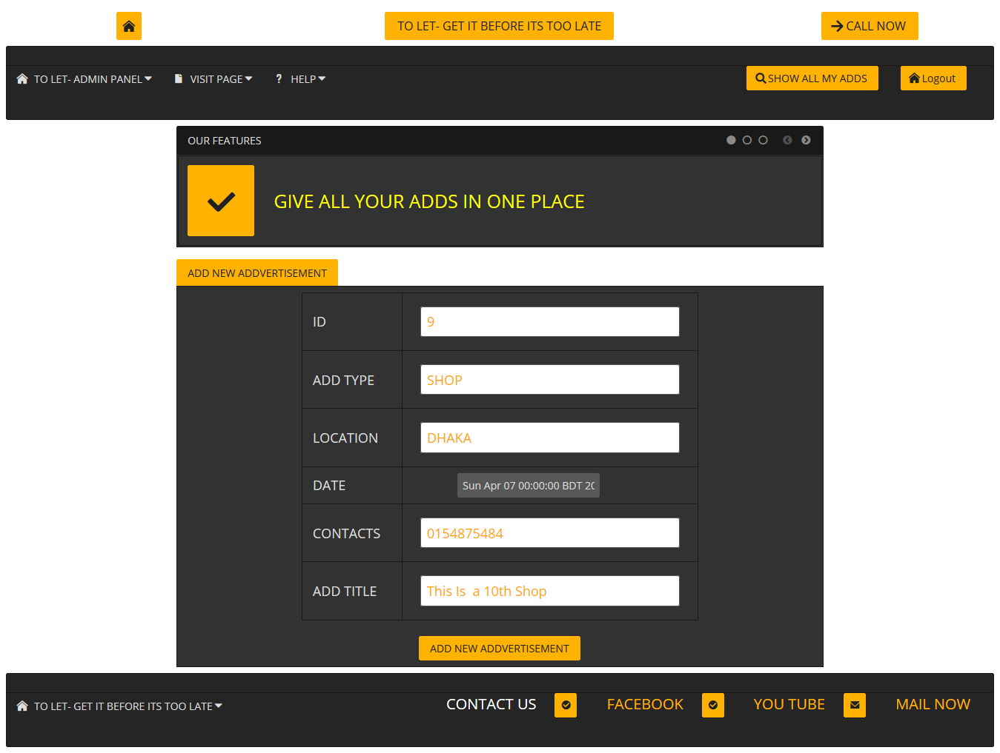 TO LET- GET IT BEFORE ITS TOO LATE
CALL NOW
TO LET- ADMIN PANEL
VISIT PAGE
HELP
SHOW ALL MY ADDS
Logout
OUR FEATURES
GIVE ALL YOUR ADDS IN ONE PLACE
ADD NEW ADDVERTISEMENT
ID
9
ADD TYPE
SHOP
LOCATION
DHAKA
DATE
Sun Apr 07 00:00:00 BDT
CONTACTS
0154875484
ADD TITLE
This Is  a 10th Shop
ADD NEW ADDVERTISEMENT
TO LET- GET IT BEFORE ITS TOO LATE
CONTACT US
FACEBOOK
YOU TUBE
MAIL NOW